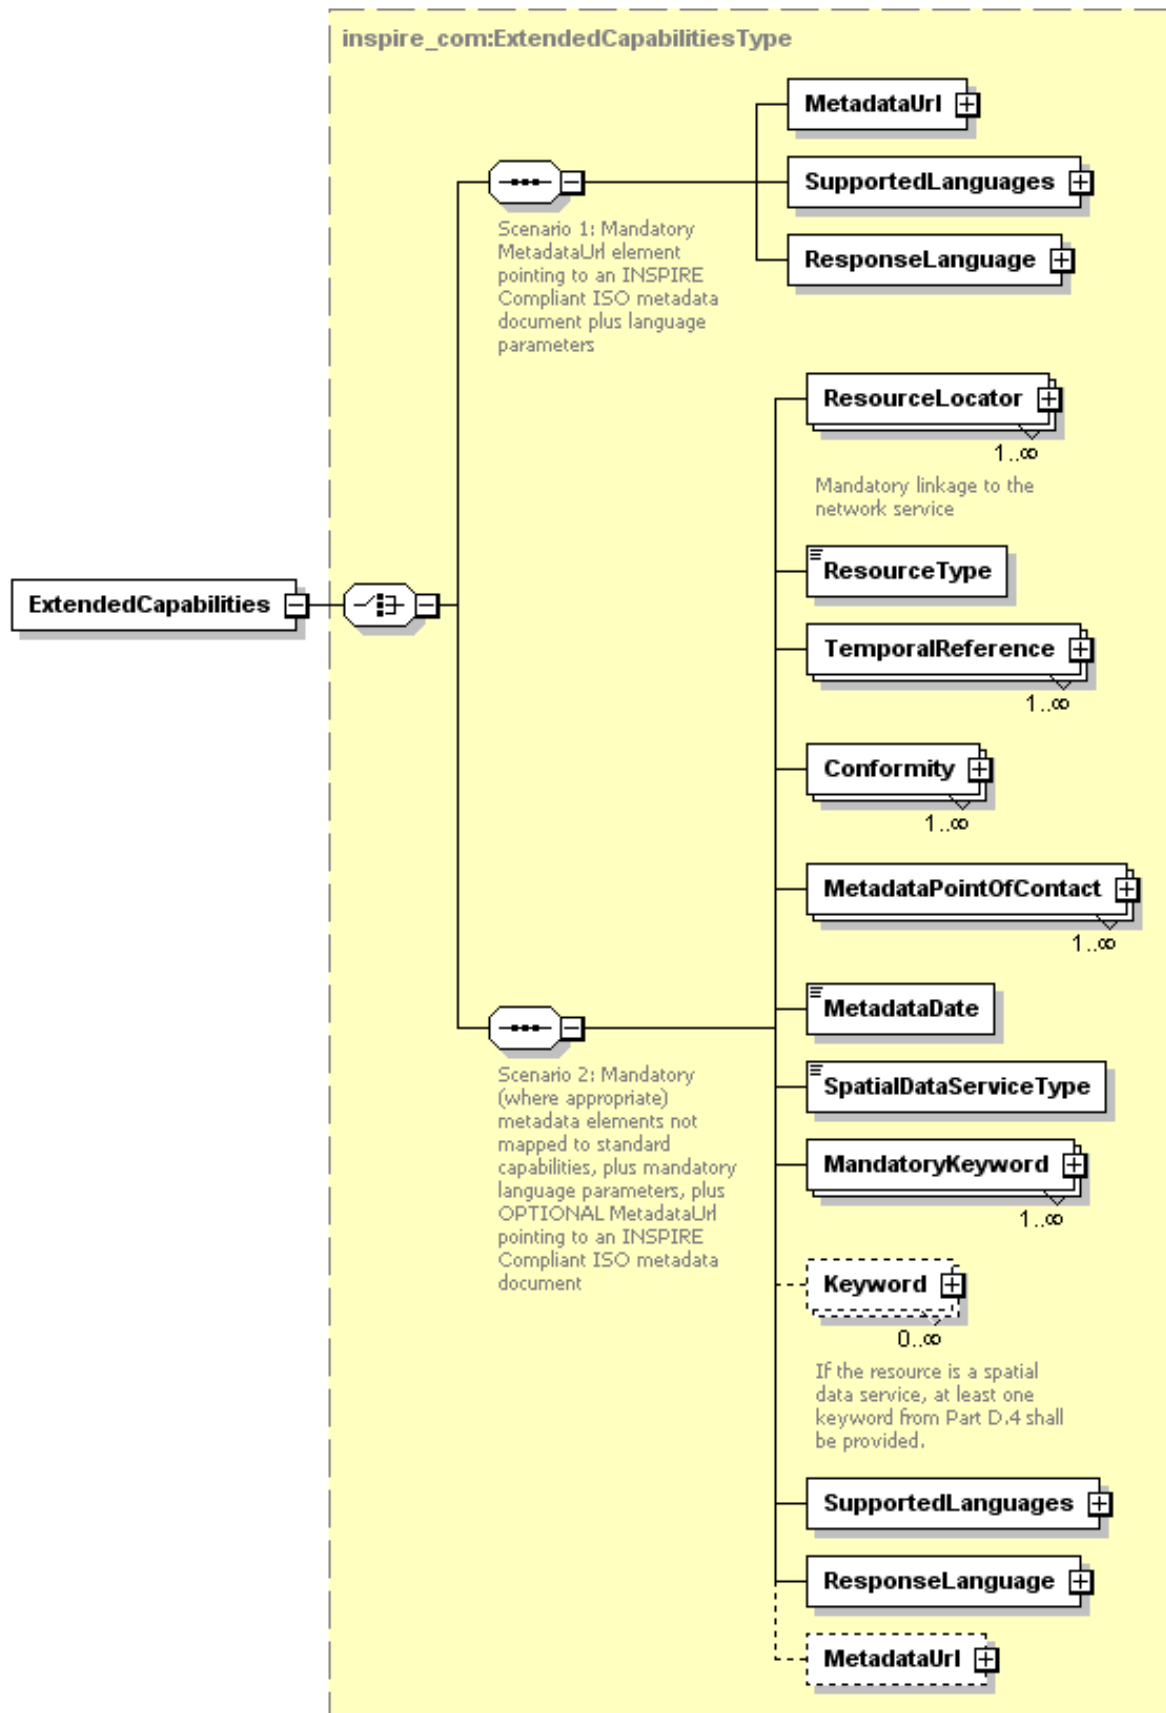 inspire_com:ExtendedCapabilitiesType
MetadataUrl
SupportedLanguages
ResponseLanguage
Scenario 1: Mandatory
MetadataUrl element
pointing to an INSPIRE
Compliant ISO metadata
document plus language
parameters
ResourceLocator
1..∞
Mandatory linkage to the
network service
ResourceType
ExtendedCapabilities
TemporalReference
1..∞
Conformity
1..∞
MetadataPointOfContact
1..∞
MetadataDate
Scenario 2: Mandatory
(where appropriate)
metadata elements not
mapped to standard
capabilities, plus mandatory
language parameters, plus
OPTIONAL MetadataUrl
pointing to an INSPIRE
Compliant ISO metadata
document
SpatialDataServiceType
MandatoryKeyword
1..∞
Keyword
0..∞
If the resource is a spatial
data service, at least one
keyword from Part D.4 shall
be provided.
SupportedLanguages
ResponseLanguage
MetadataUrl